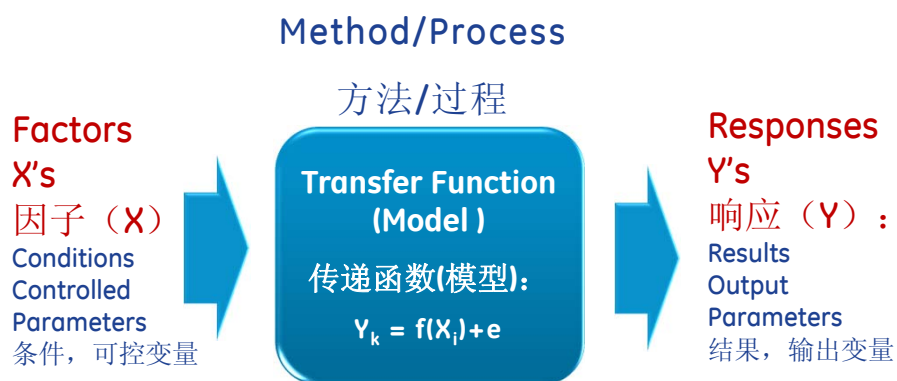 Method/Process
方法/过程
Factors
X's
因子（X）
Conditions
Controlled
Parameters
条件，可控变量
Transfer Function
(Model )
传递函数(模型)：
Yk = f(Xi)+e
Responses
Y's
响应（Y）：
Results
Output
Parameters
结果，输出变量